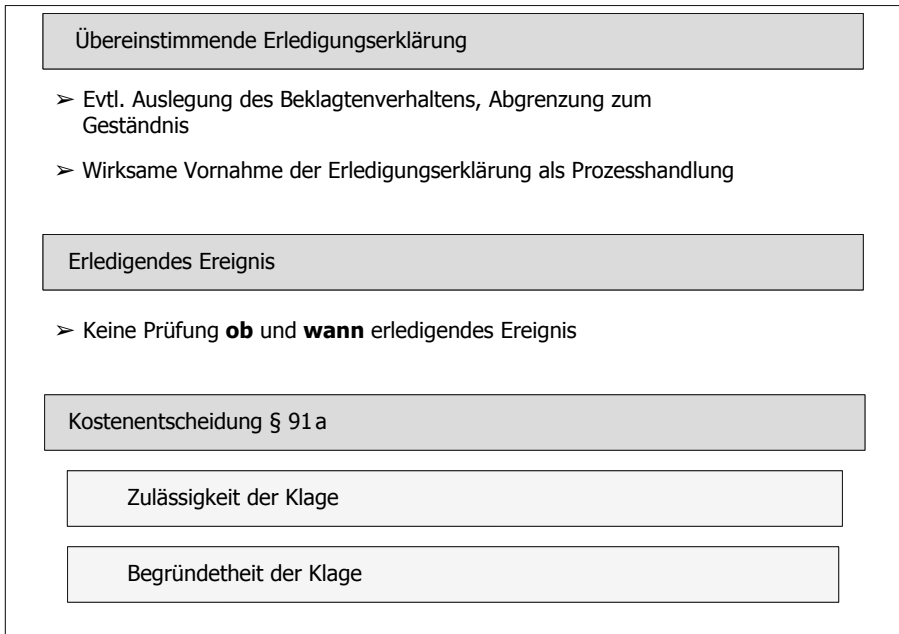 Übereinstimmende Erledigungserklärung
➢ Evtl. Auslegung des Beklagtenverhaltens, Abgrenzung zum
Geständnis
➢ Wirksame Vornahme der Erledigungserklärung als Prozesshandlung
Erledigendes Ereignis
➢ Keine Prüfung ob und wann erledigendes Ereignis
Kostenentscheidung § 91a
Zulässigkeit der Klage
Begründetheit der Klage